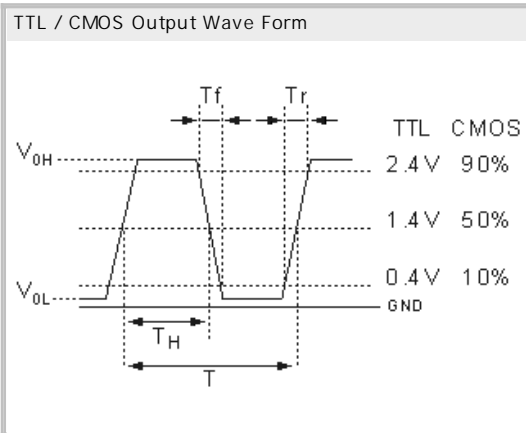 TTL / CMOS Output Wave Form
Tf Tr
TTL CMOS
V0H 2.4V 90%
1.4V 50%
0.4V 10%
V0L GND
TH
T